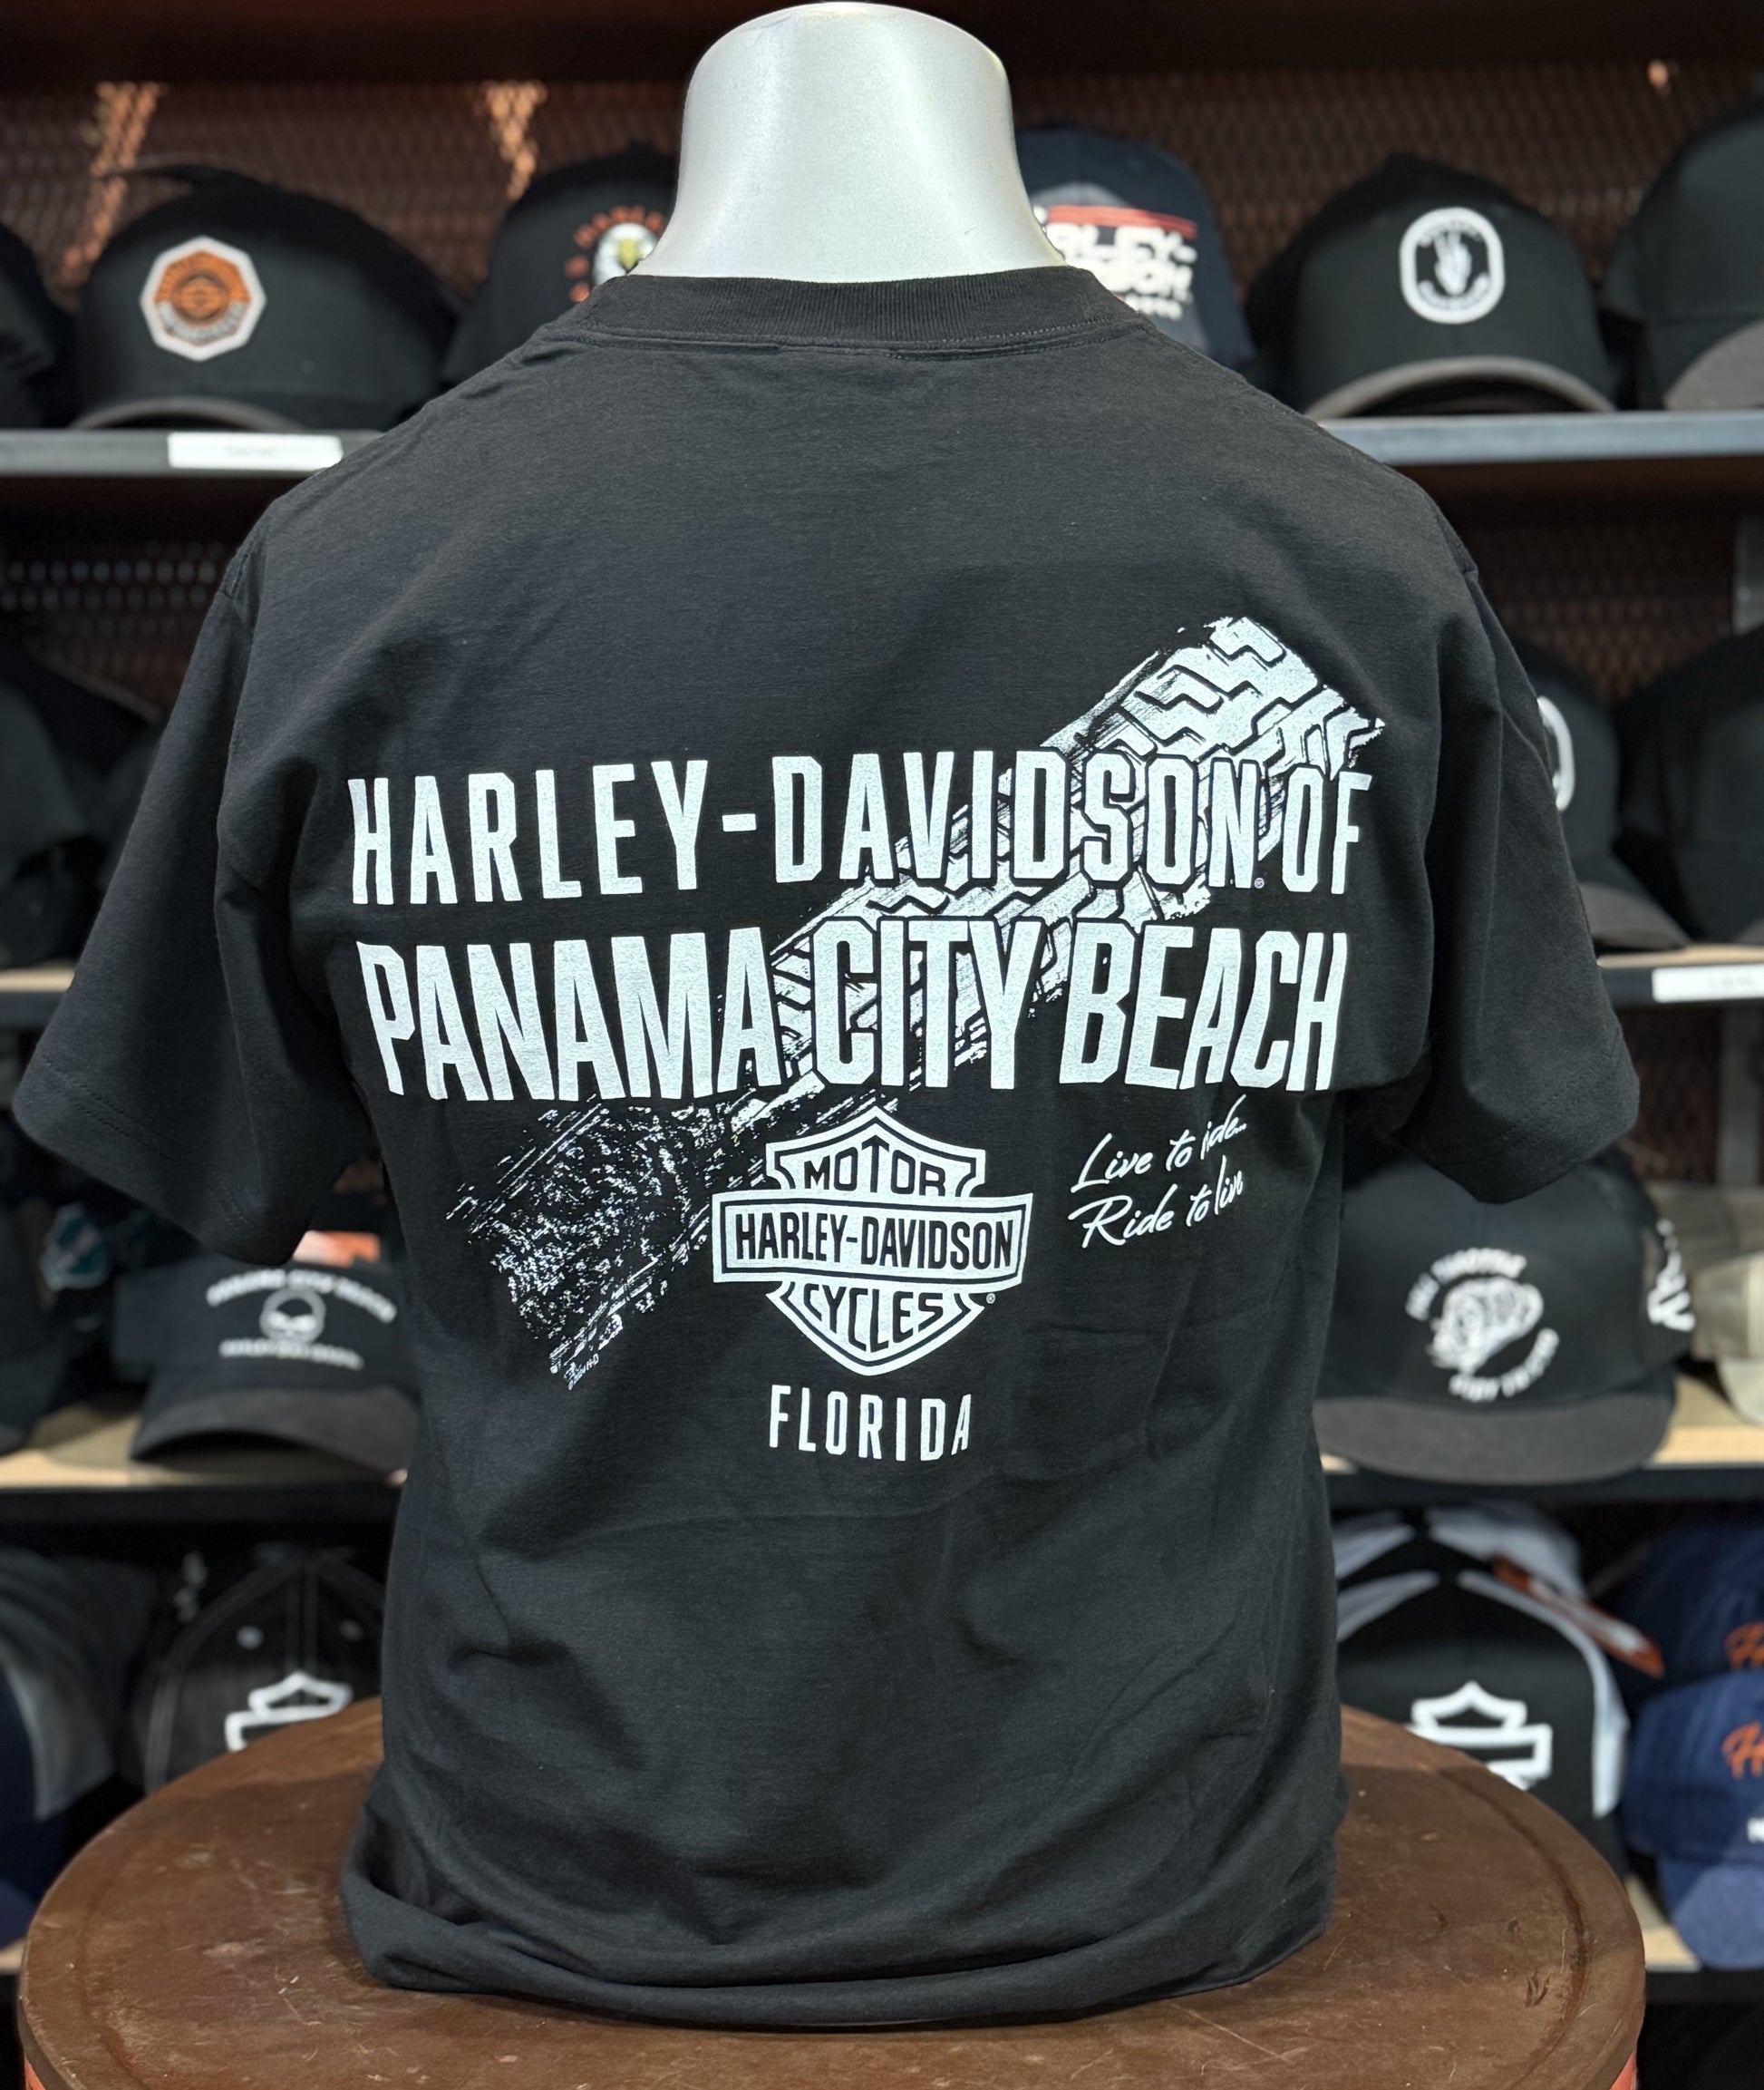 HARLEY-DAVIDSON® OF
PANAMA CITY BEACH
Live to ride...
Ride to live
MOTOR
HARLEY-DAVIDSON
CYCLES®
FLORIDA